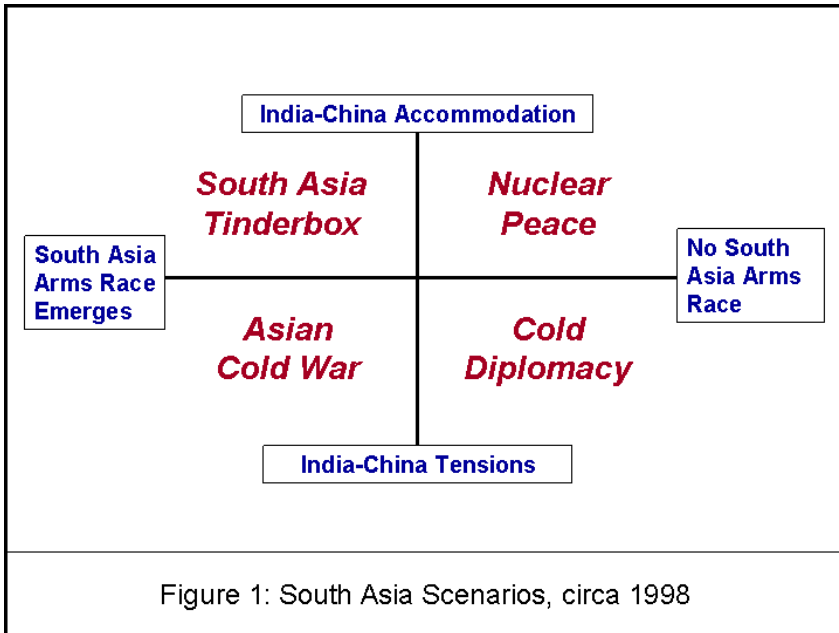 India-China Accommodation
South Asia
Tinderbox
Nuclear
Peace
South Asia
Arms Race
Emerges
No South
Asia Arms
Race
Asian
Cold War
Cold
Diplomacy
India-China Tensions
Figure 1: South Asia Scenarios, circa 1998